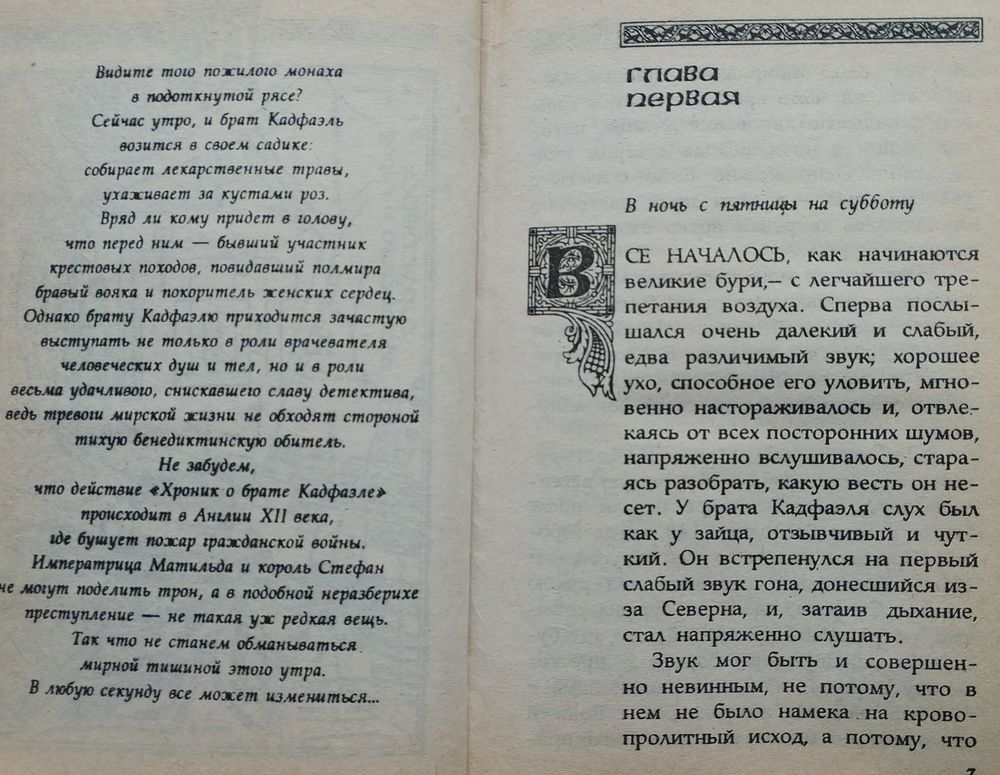 Видите того пожилого монаха
в подоткнутой рясе?
Сейчас утро, и брат Кадфаэль
возится в своем садике:
собирает лекарственные травы,
ухаживает за кустами роз.
Вряд ли кому придет в голову,
что перед ним — бывший участник
крестовых походов, повидавший полмира
бравый вояка и покоритель женских сердец.
Однако брату Кадфаэлю приходится зачастую
выступать не только в роли врачевателя
человеческих душ и тел, но и в роли
весьма удачливого, снискавшего славу детектива,
ведь тревоги мирской жизни не обходят стороной
тихую бенедиктинскую обитель.
Не забудем,
что действие «Хроник о брате Кадфаэле»
происходит в Англии XII века,
где бушует пожар гражданской войны.
Императрица Матильда и король Стефан
не могут поделить трон, а в подобной неразберихе
преступление — не такая уж редкая вещь.
Так что не станем обманываться
мирной тишиной этого утра.
В любую секунду все может измениться...
глава
первая
В ночь с пятницы на субботу
ВСЕ НАЧАЛОСЬ, как начинаются
великие бури,— с легчайшего тре-
петания воздуха. Сперва послы-
шался очень далекий и слабый,
едва различимый звук; хорошее
ухо, способное его уловить, мгно-
венно настораживалось и, отвле-
каясь от всех посторонних шумов,
напряженно вслушивалось, стара-
ясь разобрать, какую весть он не-
сет. У брата Кадфаэля слух был
как у зайца, отзывчивый и чут-
кий. Он встрепенулся на первый
слабый звук гона, донесшийся из-
за Северна, и, затаив дыхание,
стал напряженно слушать.
Звук мог быть и совершен-
но невинным, не потому, что в
нем не было намека на крово-
пролитный исход, а потому, что
7